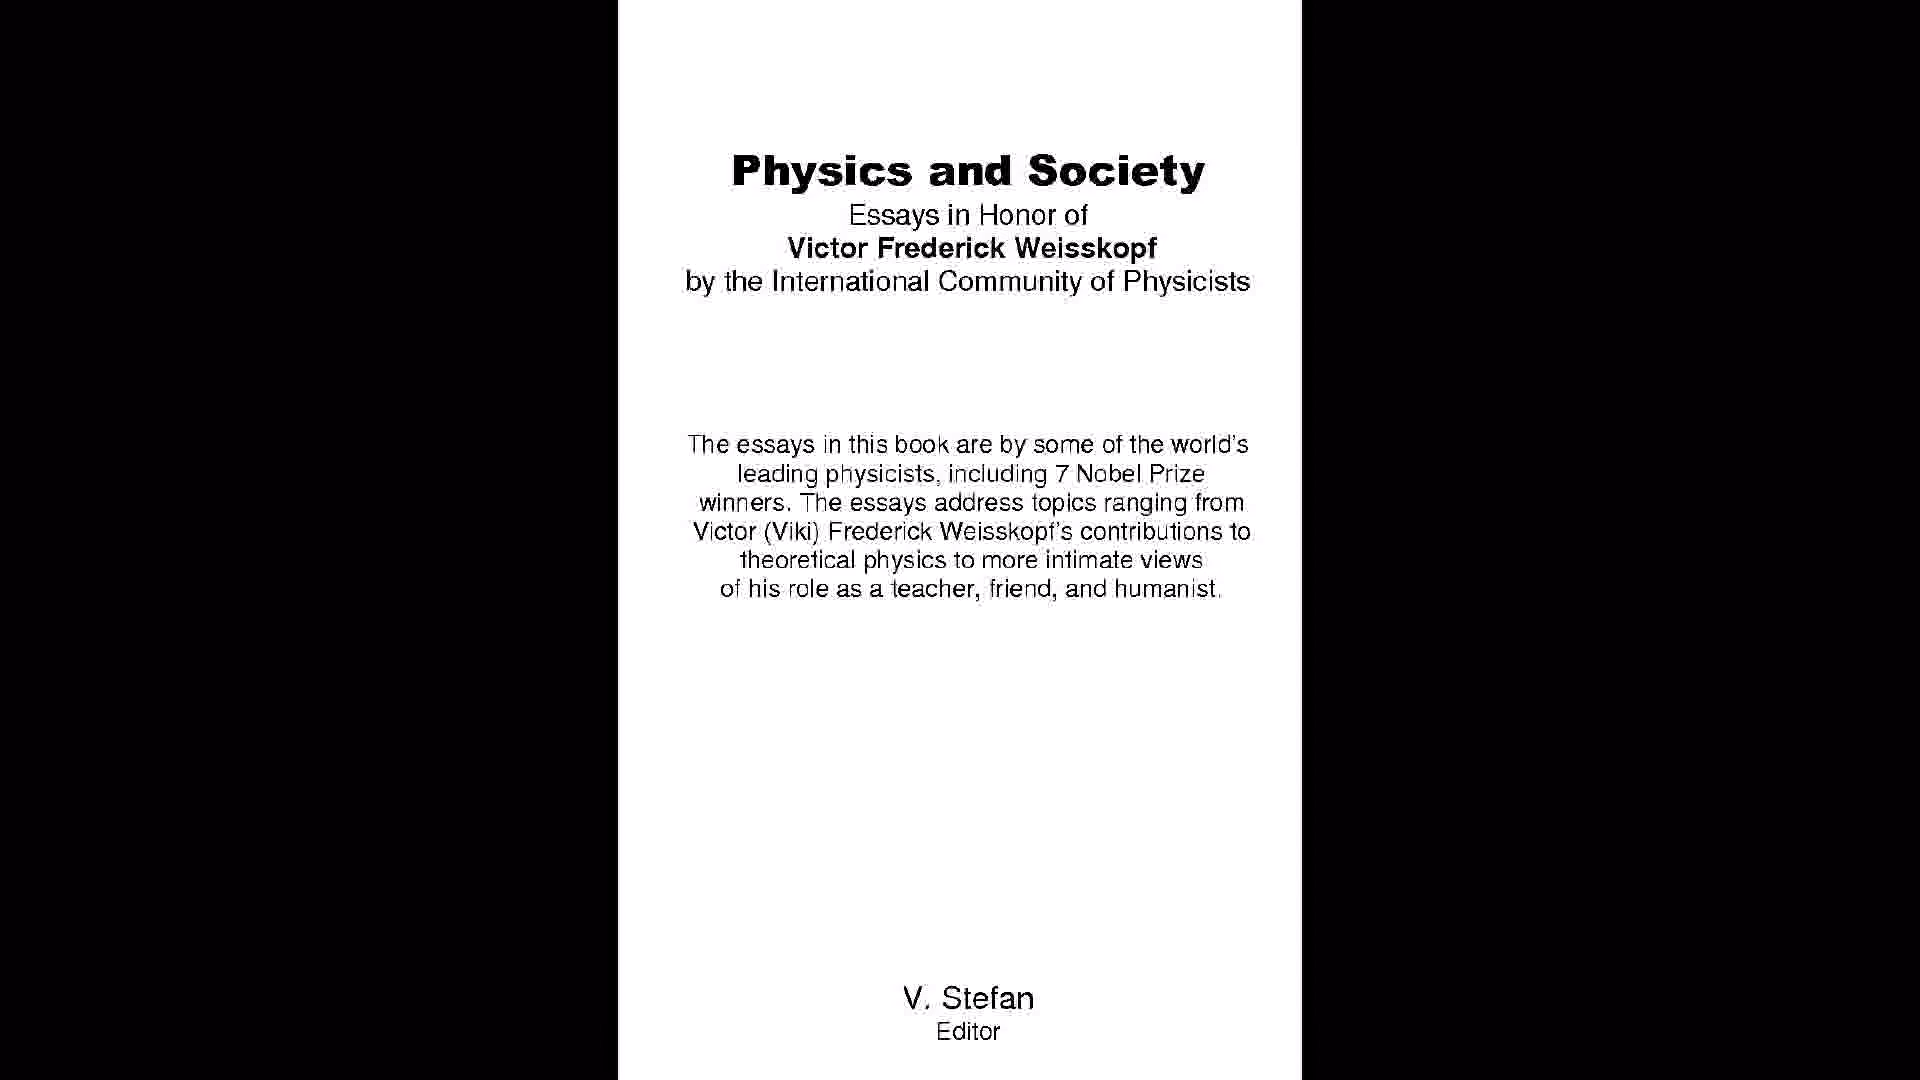 Physics and Society
Essays in Honor of
Victor Frederick Weisskopf
by the International Community of Physicists
The essays in this book are by some of the world's
leading physicists, including 7 Nobel Prize
winners. The essays address topics ranging from
Victor (Viki) Frederick Weisskopf's contributions to
theoretical physics to more intimate views
of his role as a teacher, friend, and humanist.
V. Stefan
Editor